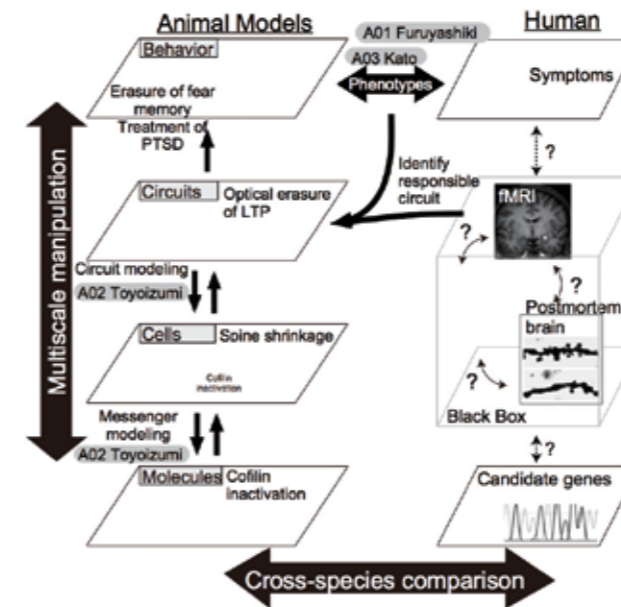 Animal Models
Human
A01 Furuyashiki
A03 Kato
Behavior
Phenotypes
Symptoms
Erasure of fear
memory
Treatment of
PTSD
?
Identify
responsible
circuit
Circuits
Optical erasure
of LTP
fMRI
?
Circuit modeling
A02 Toyoizumi
?
Multiscale manipulation
Cells
Soine shrinkage
Cofilin
inactivation
Postmortem
brain
?
Black Box
Messenger
modeling
A02 Toyoizumi
?
Molecules
Cofilin
inactivation
Candidate genes
Cross-species comparison